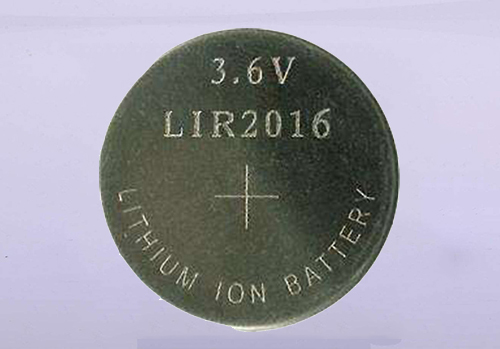 3.6V
LIR2016
+
LITHIUM ION BATTERY